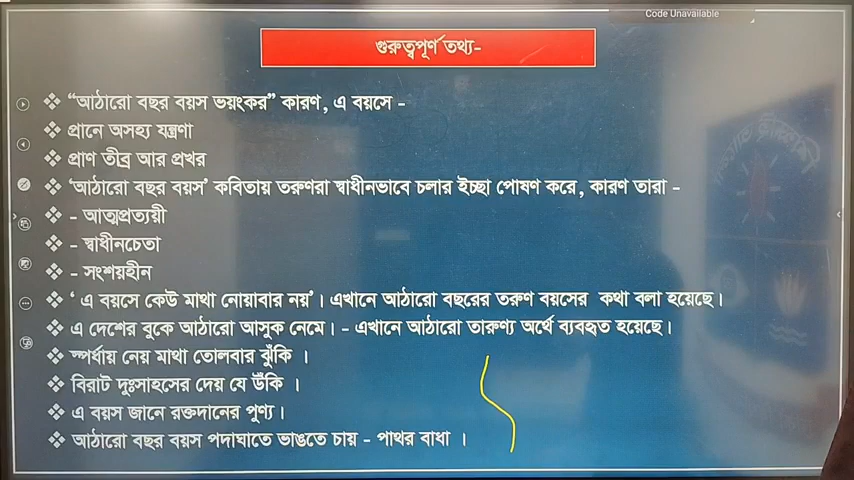 Code Unavailable
গুরুত্বপূর্ণ তথ্য-
❖ “আঠারো বছর বয়স ভয়ংকর” কারণ, এ বয়সে -
❖ প্রানে অসহ্য যন্ত্রণা
❖ প্রাণ তীব্র আর প্রখর
❖ ‘আঠারো বছর বয়স’ কবিতায় তরুণরা স্বাধীনভাবে চলার ইচ্ছা পোষণ করে, কারণ তারা -
❖ - আত্মপ্রত্যয়ী
❖ - স্বাধীনচেতা
❖ - সংশয়হীন
❖ ‘ এ বয়সে কেউ মাথা নোয়াবার নয়’। এখানে আঠারো বছরের তরুণ বয়সের কথা বলা হয়েছে।
❖ এ দেশের বুকে আঠারো আসুক নেমে। - এখানে আঠারো তারুণ্য অর্থে ব্যবহৃত হয়েছে।
❖ স্পর্ধায় নেয় মাথা তোলবার ঝুঁকি ।
❖ বিরাট দুঃসাহসের দেয় যে উঁকি ।
❖ এ বয়স জানে রক্তদানের পুণ্য।
❖ আঠারো বছর বয়স পদাঘাতে ভাঙতে চায় - পাথর বাধা ।